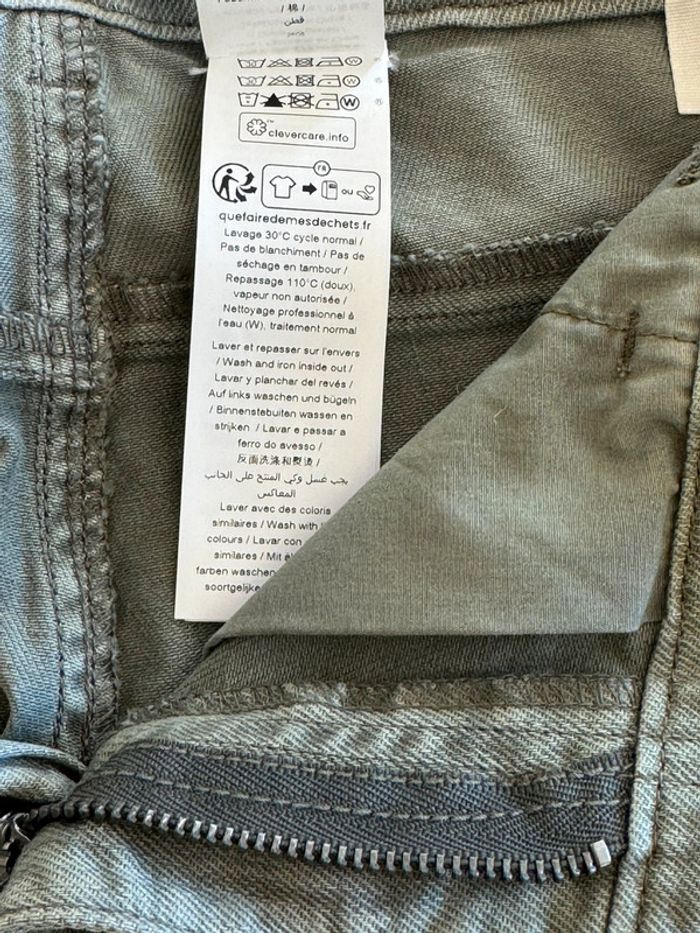 / 棉 /
قطن
clevercare.info
FR
ou
quefairedemesdechets.fr
Lavage 30°C cycle normal /
Pas de blanchiment / Pas de
séchage en tambour /
Repassage 110°C (doux),
vapeur non autorisée /
Nettoyage professionnel à
l'eau (W), traitement normal
Laver et repasser sur l'envers
/ Wash and iron inside out /
Lavar y planchar del revés /
Auf links waschen und bügeln
/ Binnenstebuiten wassen en
strijken / Lavar e passar a
ferro do avesso /
反面洗涤和熨烫 /
يجب غسل وكي المنتج على الجانب
المعاكس
Laver avec des coloris
similaires / Wash with
colours / Lavar con
similares / Mit
farben waschen